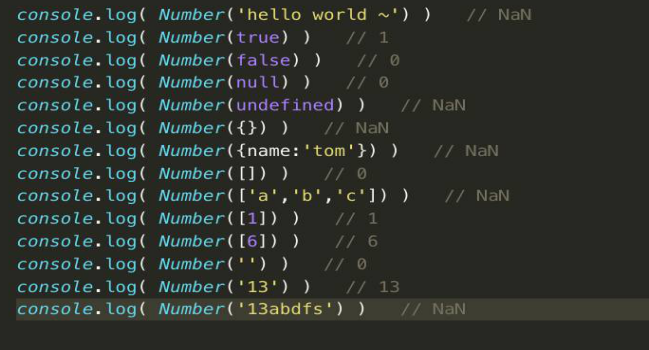 console.log( Number('hello world ~') )   // NaN
console.log( Number(true) )   // 1
console.log( Number(false) )   // 0
console.log( Number(null) )   // 0
console.log( Number(undefined) )   // NaN
console.log( Number({}) )   // NaN
console.log( Number({name:'tom'}) )   // NaN
console.log( Number([]) )   // 0
console.log( Number(['a','b','c']) )   // NaN
console.log( Number([1]) )   // 1
console.log( Number([6]) )   // 6
console.log( Number('') )   // 0
console.log( Number('13') )   // 13
console.log( Number('13abdfs') )   // NaN